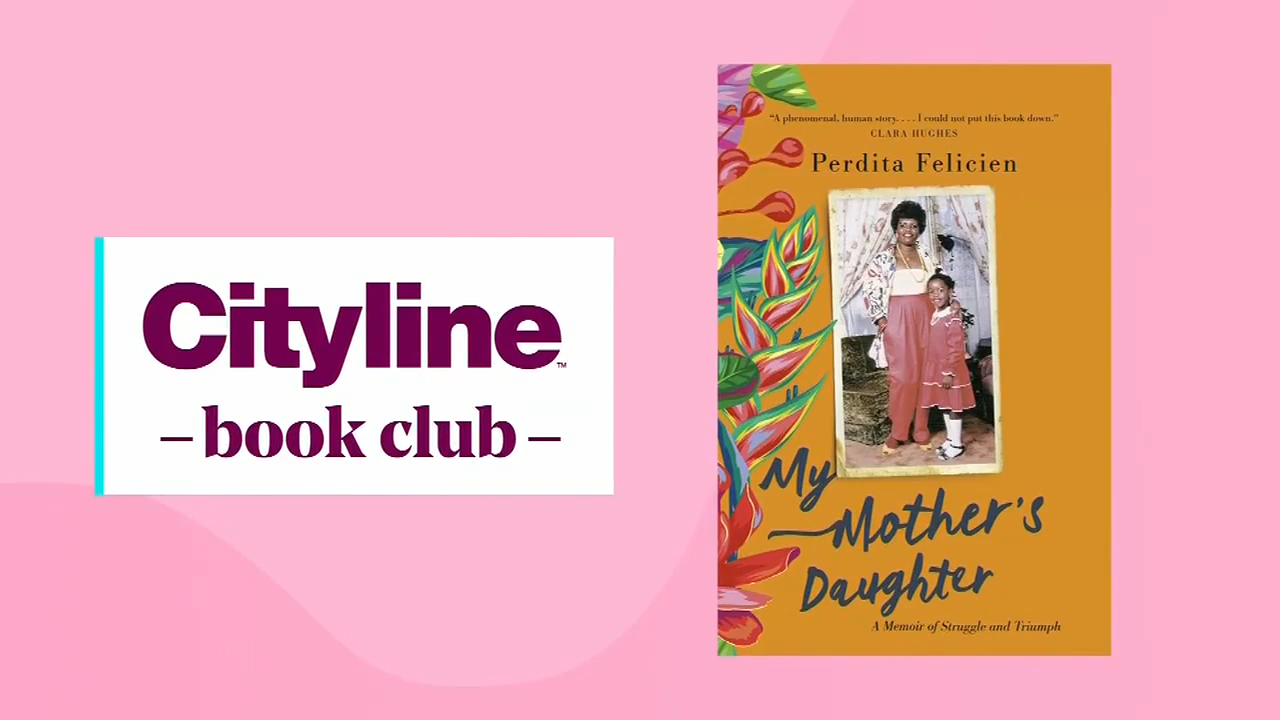 Cityline™
– book club –
“A phenomenal, human story. . . . I could not put this book down.”
CLARA HUGHES
Perdita Felicien
My
Mother's
Daughter
A Memoir of Struggle and Triumph